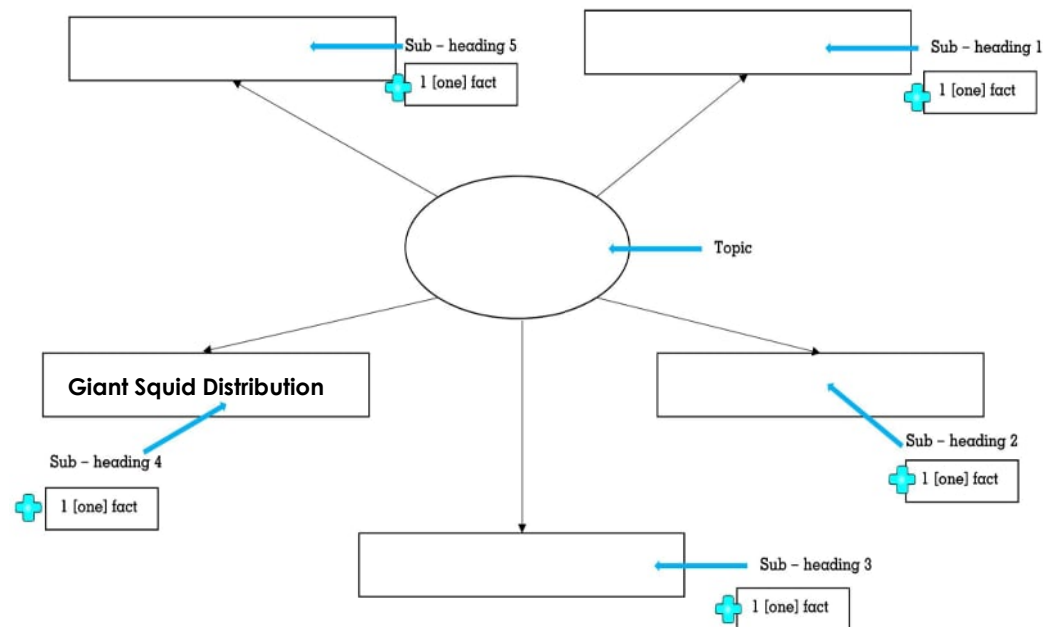 Sub – heading 5
1 [one] fact
Sub – heading 1
1 [one] fact
Topic
Giant Squid Distribution
Sub – heading 4
1 [one] fact
Sub – heading 2
1 [one] fact
Sub – heading 3
1 [one] fact